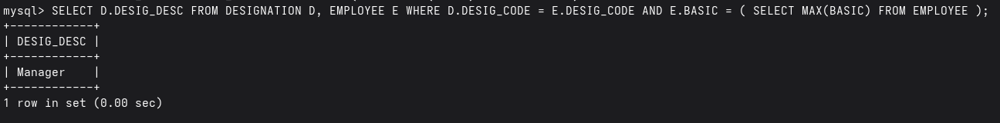 mysql> SELECT D.DESIG_DESC FROM DESIGNATION D, EMPLOYEE E WHERE D.DESIG_CODE = E.DESIG_CODE AND E.BASIC = ( SELECT MAX(BASIC) FROM EMPLOYEE );
+------------+
| DESIG_DESC |
+------------+
| Manager    |
+------------+
1 row in set (0.00 sec)